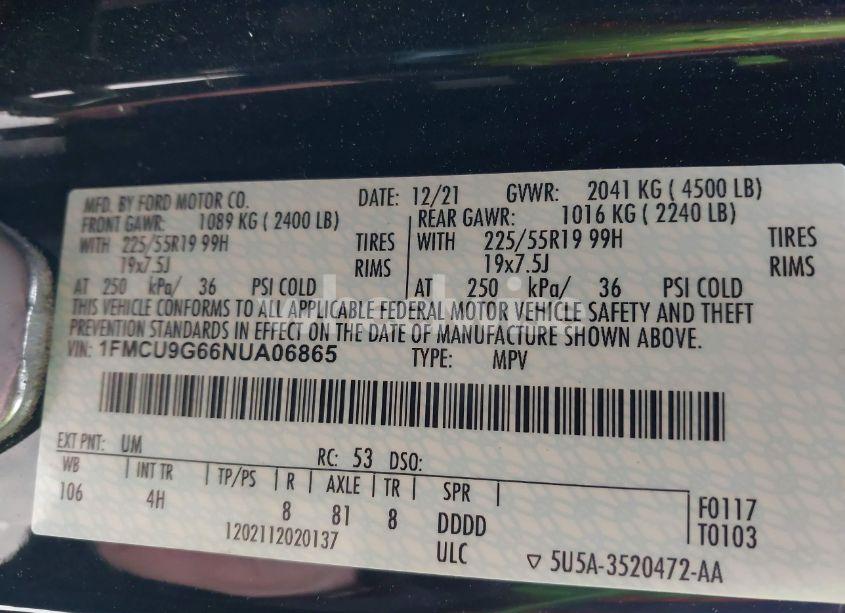 MFD. BY FORD MOTOR CO. DATE: 12/21 GVWR: 2041 KG ( 4500 LB)
FRONT GAWR: 1089 KG ( 2400 LB) REAR GAWR: 1016 KG ( 2240 LB)
WITH 225/55R19 99H TIRES WITH 225/55R19 99H TIRES
19x7.5J RIMS 19x7.5J RIMS
AT 250 kPa/ 36 PSI COLD AT 250 kPa/ 36 PSI COLD
THIS VEHICLE CONFORMS TO ALL APPLICABLE FEDERAL MOTOR VEHICLE SAFETY AND THEFT
PREVENTION STANDARDS IN EFFECT ON THE DATE OF MANUFACTURE SHOWN ABOVE.
VIN: 1FMCU9G66NUA06865 TYPE: MPV
EXT PNT: UM RC: 53 DSO:
WB INT TR TP/PS R AXLE TR SPR
106 4H 8 81 8 DDDD
F0117
T0103
1202112020137 ULC
5U5A-3520472-AA